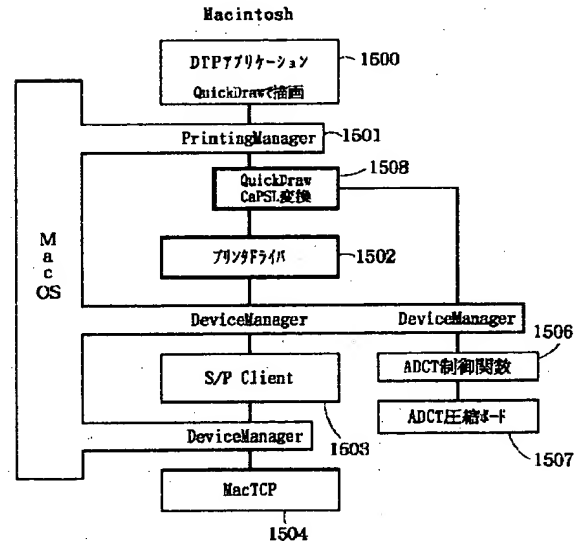 Macintosh
DTPアプリケーション
QuickDrawで描画
1500
PrintingManager
1501
QuickDraw
CaPSL変換
1508
プリンタドライバ
1502
Mac OS
DeviceManager
DeviceManager
1506
S/P Client
ADCT制御関数
1503
ADCT圧縮ボード
1507
DeviceManager
MacTCP
1504